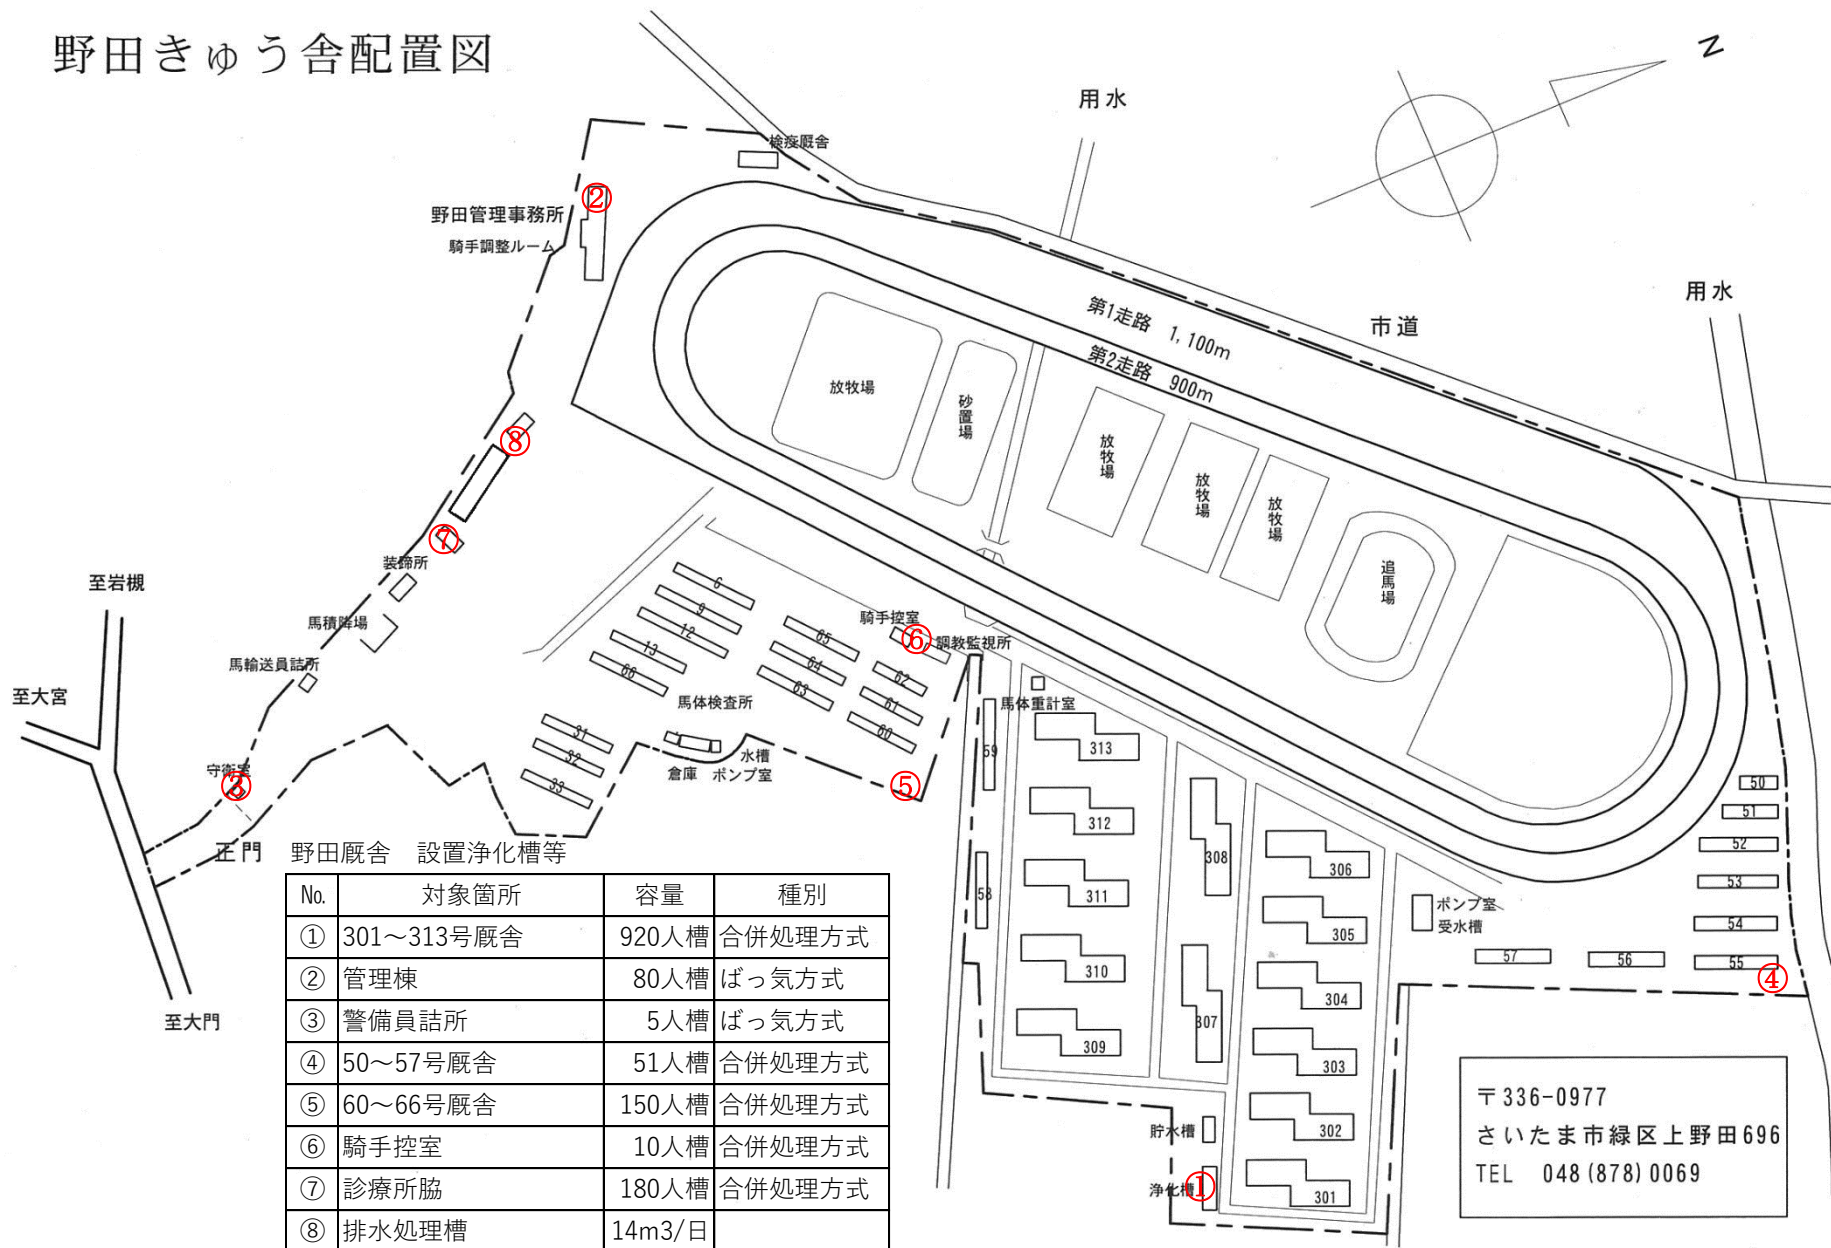 野田きゅう舎配置図
N
用水
検疫厩舎
②
野田管理事務所
騎手調整ルーム
用水
市道
第1走路 1,100m
第2走路 900m
放牧場
砂置場
放牧場
放牧場
放牧場
追馬場
⑧
⑦
装蹄所
馬積降場
馬輸送員詰所
至岩槻
至大宮
守衛室
③
正門
至大門
6
9
12
13
66
65
64
63
騎手控室
⑥
調教監視所
62
61
60
馬体検査所
31
32
33
倉庫
水槽
ポンプ室
⑤
59
58
馬体重計室
313
312
311
310
309
308
307
306
305
304
303
302
301
ポンプ室
受水槽
50
51
52
53
54
55
56
57
④
貯水槽
浄化槽
①
野田厩舎 設置浄化槽等
No. 対象箇所 容量 種別
① 301～313号厩舎 920人槽 合併処理方式
② 管理棟 80人槽 ばっ気方式
③ 警備員詰所 5人槽 ばっ気方式
④ 50～57号厩舎 51人槽 合併処理方式
⑤ 60～66号厩舎 150人槽 合併処理方式
⑥ 騎手控室 10人槽 合併処理方式
⑦ 診療所脇 180人槽 合併処理方式
⑧ 排水処理槽 14m3/日
〒336-0977
さいたま市緑区上野田696
TEL 048(878)0069